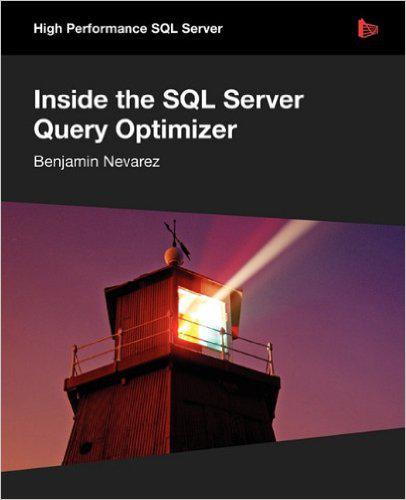 High Performance SQL Server
Inside the SQL Server
Query Optimizer
Benjamin Nevarez